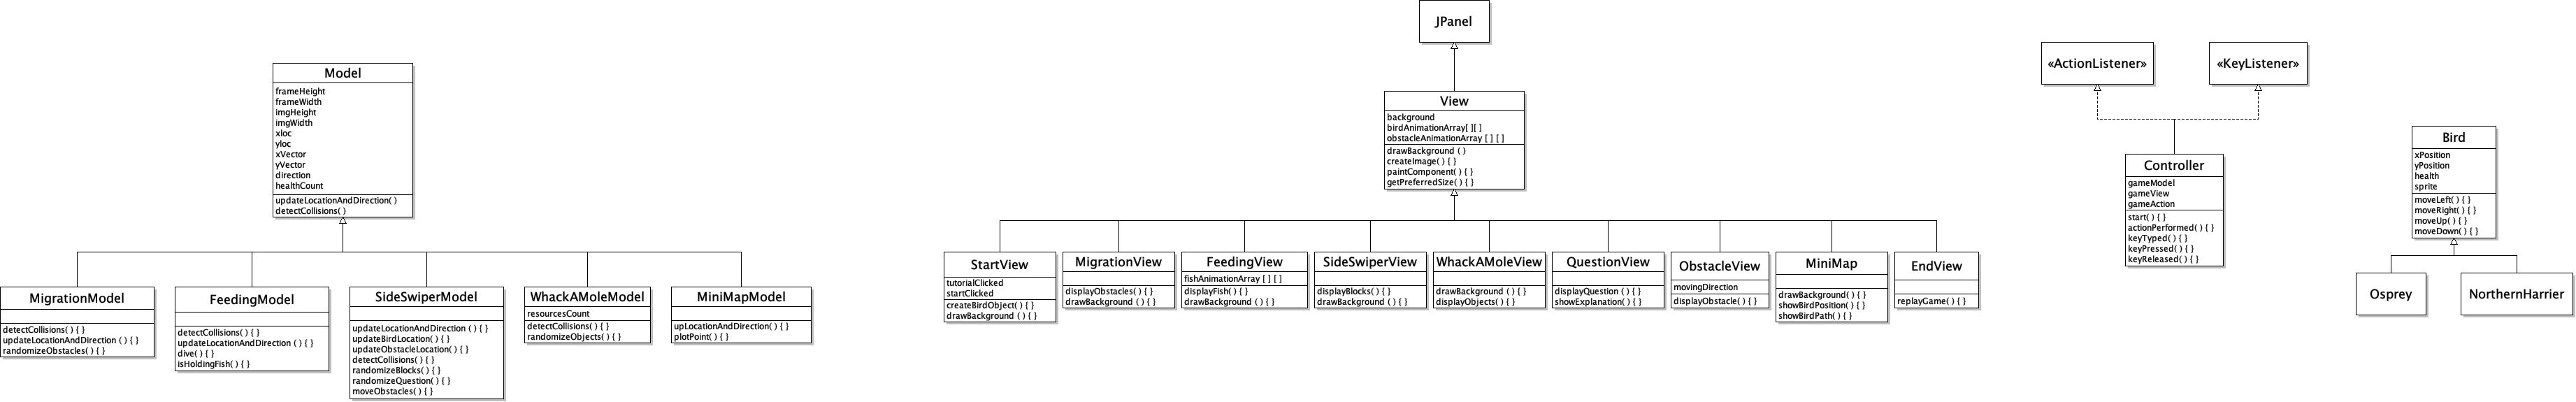 Model
frameHeight
frameWidth
imgHeight
imgWidth
xloc
yloc
xVector
yVector
direction
healthCount
updateLocationAndDirection( )
detectCollisions( )
MigrationModel
detectCollisions( ) { }
updateLocationAndDirection ( ) { }
randomizeObstacles( ) { }
FeedingModel
detectCollisions( ) { }
updateLocationAndDirection ( ) { }
dive( ) { }
isHoldingFish( ) { }
SideSwiperModel
updateLocationAndDirection ( ) { }
updateBirdLocation( ) { }
updateObstacleLocation( ) { }
detectCollisions( ) { }
randomizeBlocks( ) { }
randomizeQuestion( ) { }
moveObstacles( ) { }
WhackAMoleModel
resourcesCount
detectCollisions( ) { }
randomizeObjects( ) { }
MiniMapModel
upLocationAndDirection( ) { }
plotPoint( ) { }
JPanel
View
background
birdAnimationArray[ ][ ]
obstacleAnimationArray [ ] [ ]
drawBackground ( )
createImage( ) { }
paintComponent( ) { }
getPreferredSize( ) { }
StartView
tutorialClicked
startClicked
createBirdObject( ) { }
drawBackground ( ) { }
MigrationView
displayObstacles( ) { }
drawBackground ( ) { }
FeedingView
fishAnimationArray [ ] [ ]
displayFish( ) { }
drawBackground ( ) { }
SideSwiperView
displayBlocks( ) { }
drawBackground ( ) { }
WhackAMoleView
drawBackground ( ) { }
displayObjects( ) { }
QuestionView
displayQuestion ( ) { }
showExplanation( ) { }
ObstacleView
movingDirection
displayObstacle( ) { }
MiniMap
drawBackground( ) { }
showBirdPosition( ) { }
showBirdPath( ) { }
EndView
replayGame( ) { }
«ActionListener»
«KeyListener»
Controller
gameModel
gameView
gameAction
start( ) { }
actionPerformed( ) { }
keyTyped( ) { }
keyPressed( ) { }
keyReleased( ) { }
Bird
xPosition
yPosition
health
sprite
moveLeft( ) { }
moveRight( ) { }
moveUp( ) { }
moveDown( ) { }
Osprey
NorthernHarrier